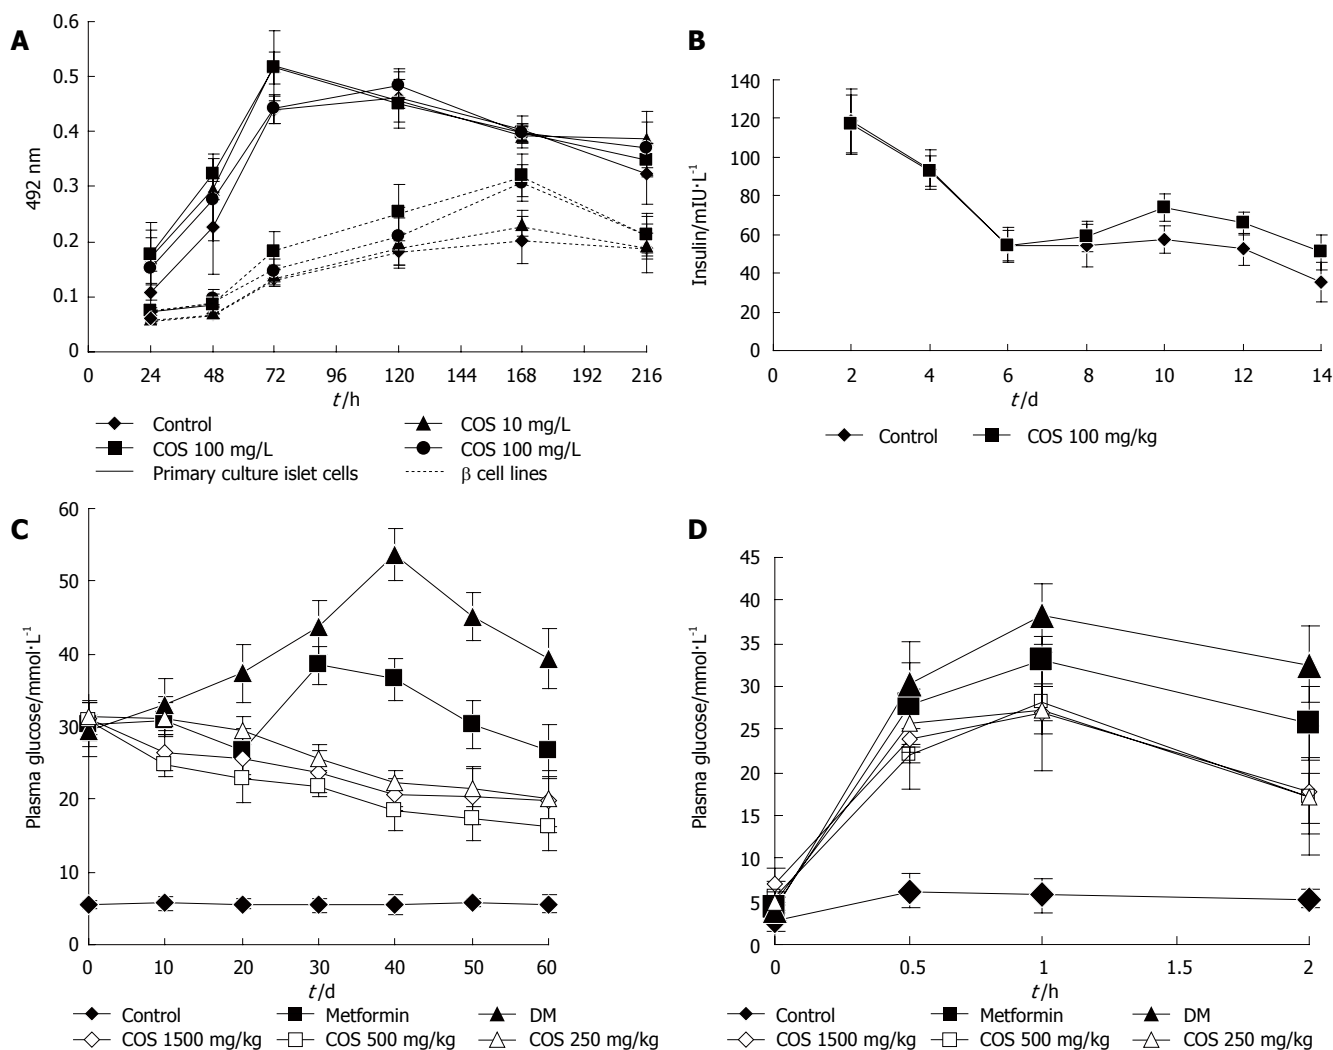 A
492 nm
0.6
0.5
0.4
0.3
0.2
0.1
0
0 24 48 72 96 120 144 168 192 216
t/h
Control
COS 10 mg/L
COS 100 mg/L
COS 100 mg/L
Primary culture islet cells
β cell lines
B
Insulin/mIU·L⁻¹
140
120
100
80
60
40
20
0
0 2 4 6 8 10 12 14
t/d
Control COS 100 mg/kg
C
Plasma glucose/mmol·L⁻¹
60
50
40
30
20
10
0
0 10 20 30 40 50 60
t/d
Control Metformin DM
COS 1500 mg/kg COS 500 mg/kg COS 250 mg/kg
D
Plasma glucose/mmol·L⁻¹
45
40
35
30
25
20
15
10
5
0
0 0.5 1 1.5 2
t/h
Control Metformin DM
COS 1500 mg/kg COS 500 mg/kg COS 250 mg/kg